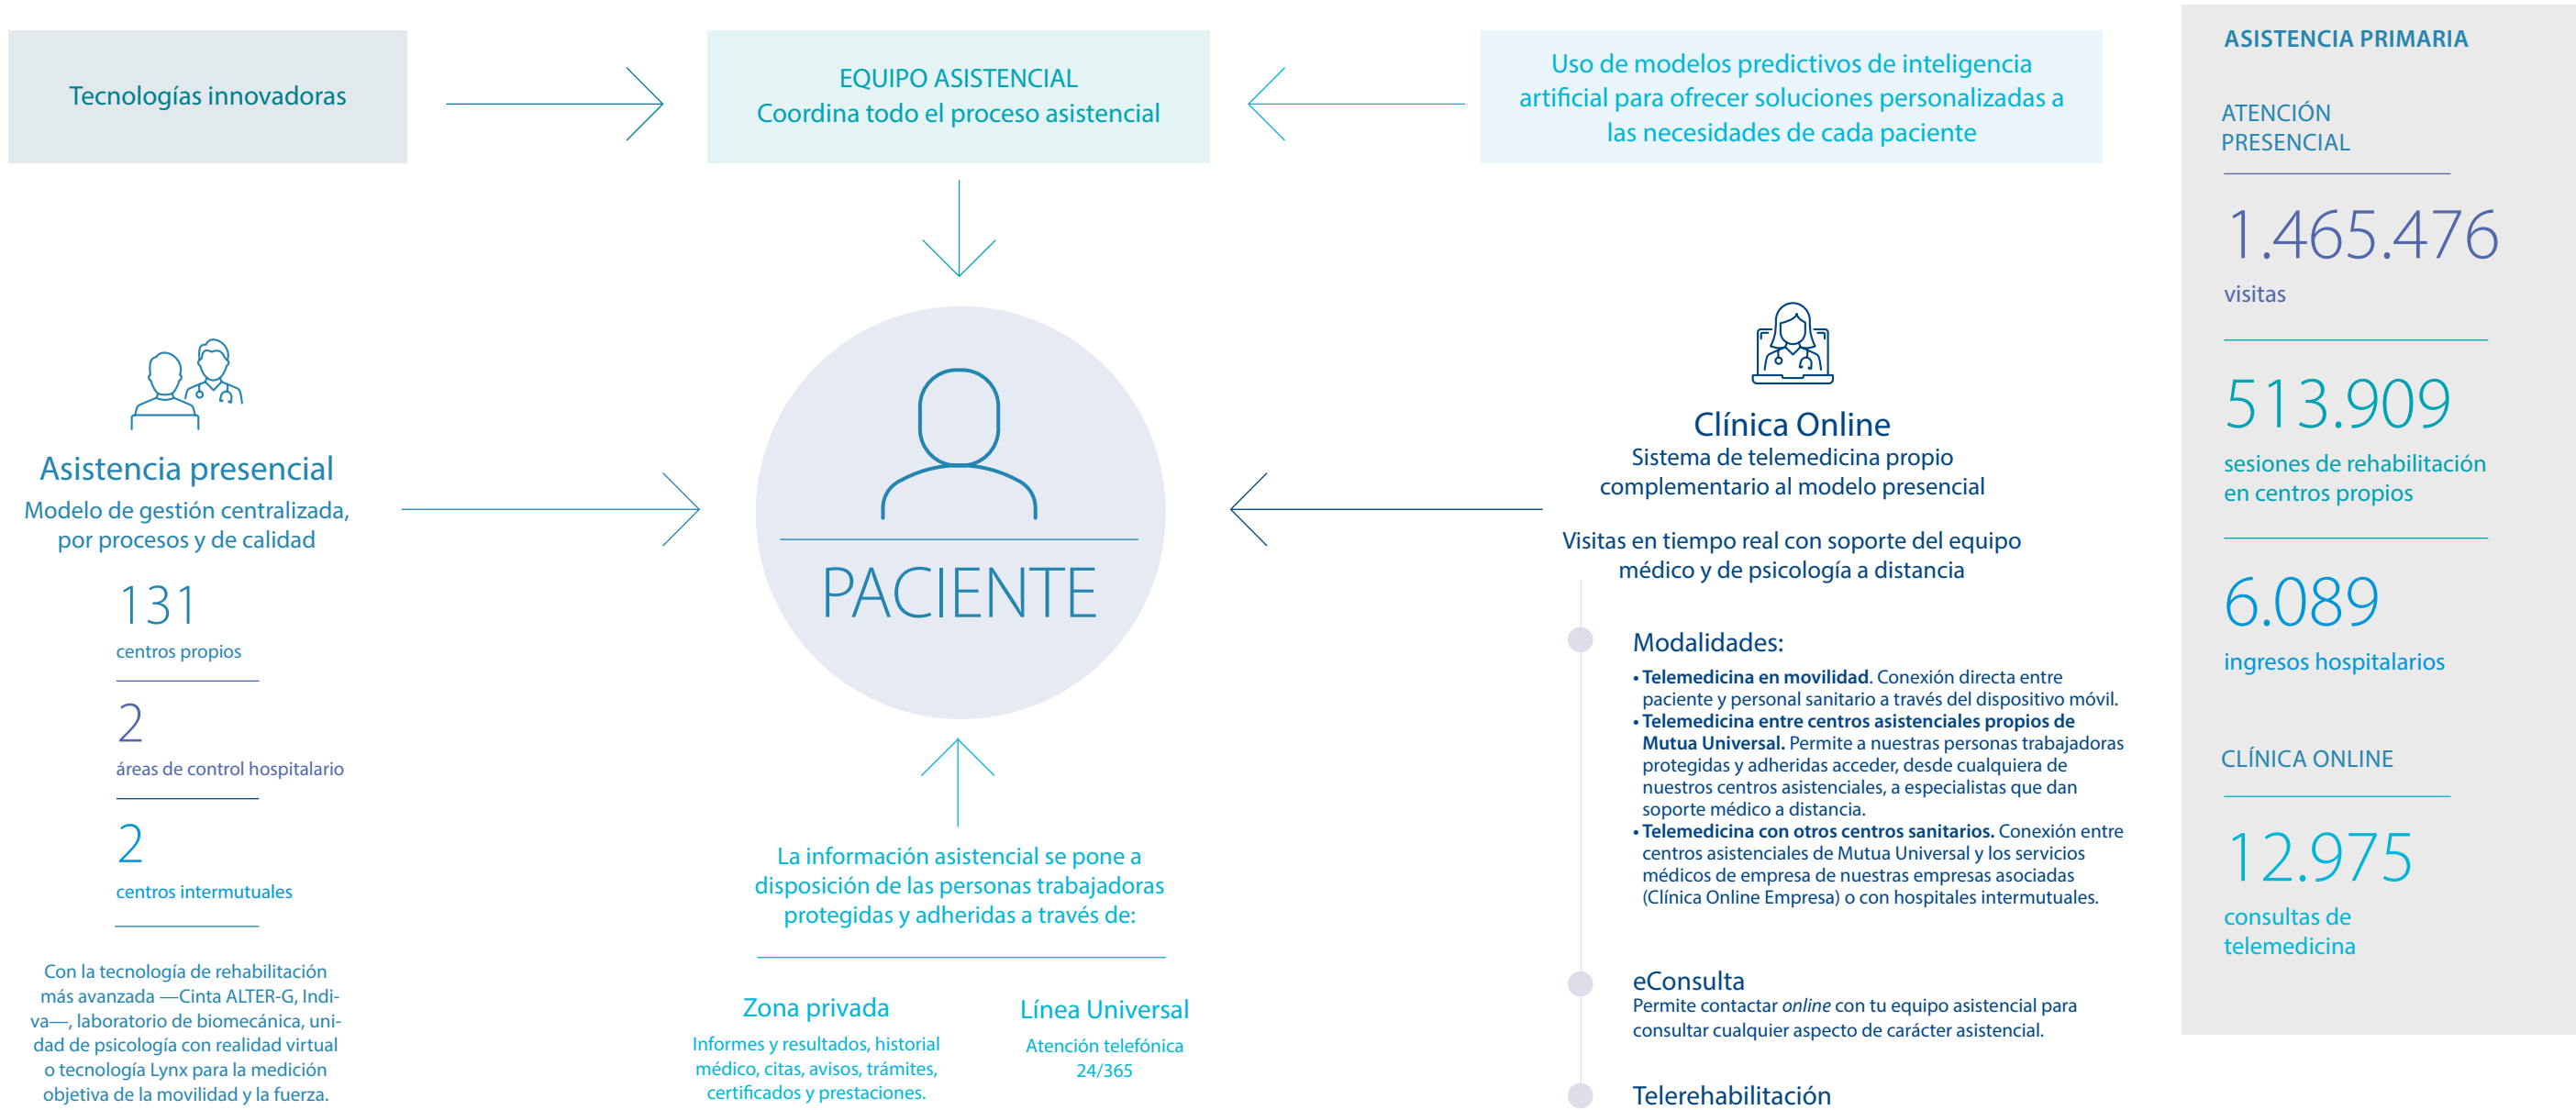 Tecnologías innovadoras
EQUIPO ASISTENCIAL
Coordina todo el proceso asistencial
Uso de modelos predictivos de inteligencia
artificial para ofrecer soluciones personalizadas a
las necesidades de cada paciente
Asistencia presencial
Modelo de gestión centralizada,
por procesos y de calidad
131
centros propios
2
áreas de control hospitalario
2
centros intermutuales
Con la tecnología de rehabilitación
más avanzada —Cinta ALTER-G, Indi-
va—, laboratorio de biomecánica, uni-
dad de psicología con realidad virtual
o tecnología Lynx para la medición
objetiva de la movilidad y la fuerza.
PACIENTE
La información asistencial se pone a
disposición de las personas trabajadoras
protegidas y adheridas a través de:
Zona privada
Informes y resultados, historial
médico, citas, avisos, trámites,
certificados y prestaciones.
Línea Universal
Atención telefónica
24/365
Clínica Online
Sistema de telemedicina propio
complementario al modelo presencial
Visitas en tiempo real con soporte del equipo
médico y de psicología a distancia
Modalidades:
• Telemedicina en movilidad. Conexión directa entre
paciente y personal sanitario a través del dispositivo móvil.
• Telemedicina entre centros asistenciales propios de
Mutua Universal. Permite a nuestras personas trabajadoras
protegidas y adheridas acceder, desde cualquiera de
nuestros centros asistenciales, a especialistas que dan
soporte médico a distancia.
• Telemedicina con otros centros sanitarios. Conexión entre
centros asistenciales de Mutua Universal y los servicios
médicos de empresa de nuestras empresas asociadas
(Clínica Online Empresa) o con hospitales intermutuales.
eConsulta
Permite contactar online con tu equipo asistencial para
consultar cualquier aspecto de carácter asistencial.
Telerehabilitación
ASISTENCIA PRIMARIA
ATENCIÓN
PRESENCIAL
1.465.476
visitas
513.909
sesiones de rehabilitación
en centros propios
6.089
ingresos hospitalarios
CLÍNICA ONLINE
12.975
consultas de
telemedicina